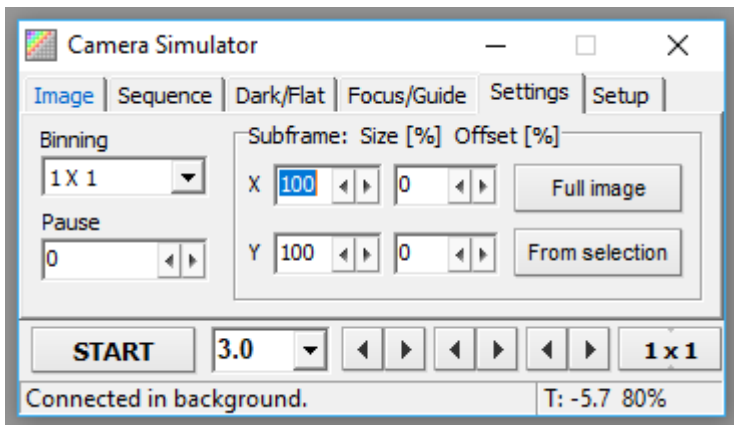 Camera Simulator
Image Sequence Dark/Flat Focus/Guide Settings Setup
Binning
1 X 1
Pause
0
Subframe: Size [%] Offset [%]
X 100 0 Full image
Y 100 0 From selection
START 3.0 1 x 1
Connected in background. T: -5.7 80%